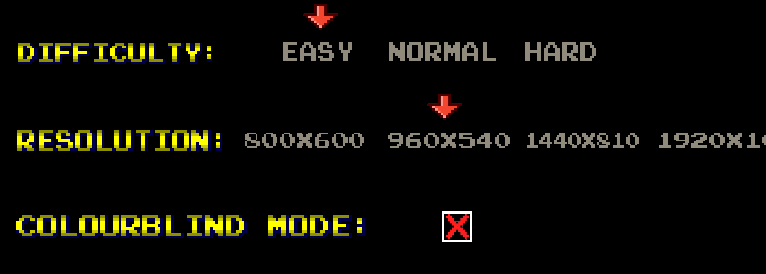 DIFFICULTY: EASY NORMAL HARD
RESOLUTION: 800X600 960X540 1440X810
COLOURBLIND MODE: